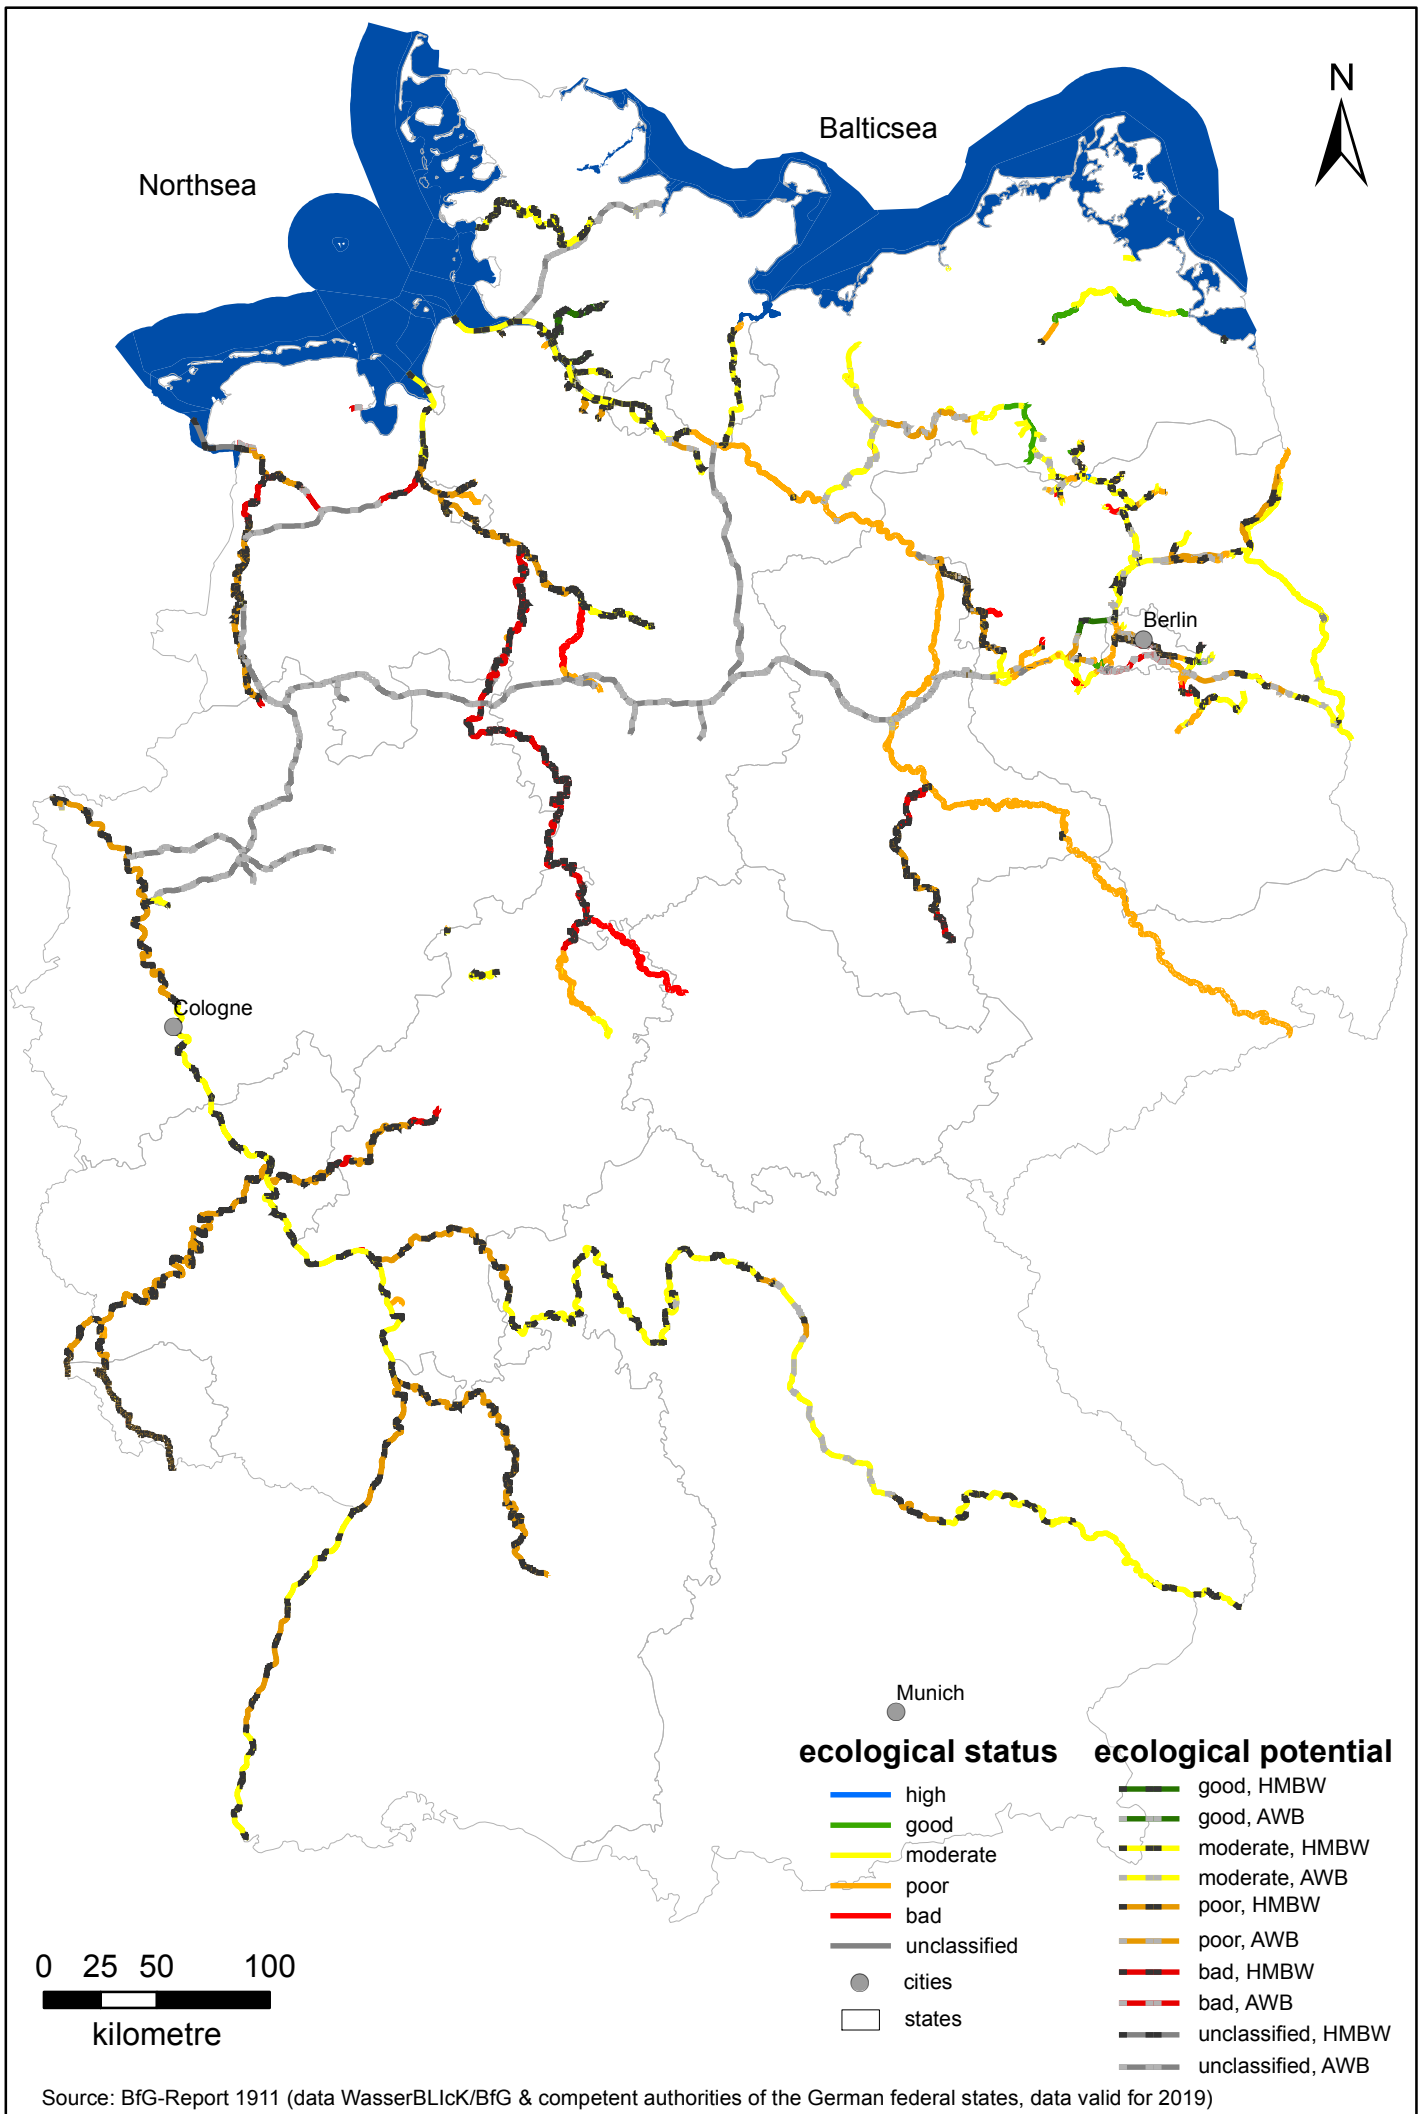 N
Balticsea
Northsea
Berlin
Cologne
Munich
ecological status
high
good
moderate
poor
bad
unclassified
cities
states
ecological potential
good, HMBW
good, AWB
moderate, HMBW
moderate, AWB
poor, HMBW
poor, AWB
bad, HMBW
bad, AWB
unclassified, HMBW
unclassified, AWB
0 25 50 100
kilometre
Source: BfG-Report 1911 (data WasserBLIcK/BfG & competent authorities of the German federal states, data valid for 2019)